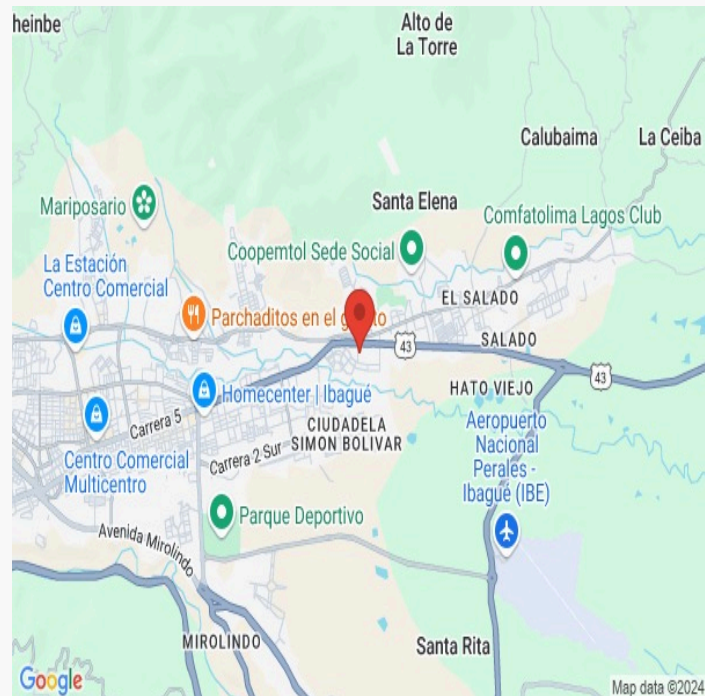 heinbe
Alto de
La Torre
Calubaima
La Ceiba
Mariposario
Santa Elena
Coopemtol Sede Social
Comfatolima Lagos Club
La Estación
Centro Comercial
EL SALADO
Parchaditos en el g
o
43
SALADO
43
Homecenter | Ibagué
HATO VIEJO
Carrera 5
CIUDADELA
SIMON BOLIVAR
Aeropuerto
Nacional
Perales -
Ibagué (IBE)
Centro Comercial
Multicentro
Carrera 2 Sur
Parque Deportivo
Avenida Mirolindo
MIROLINDO
Santa Rita
Google
Map data ©2024